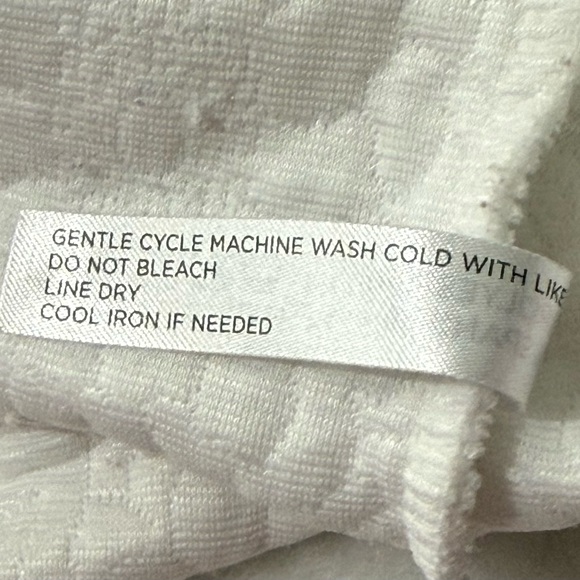 GENTLE CYCLE MACHINE WASH COLD WITH LIKE
DO NOT BLEACH
LINE DRY
COOL IRON IF NEEDED